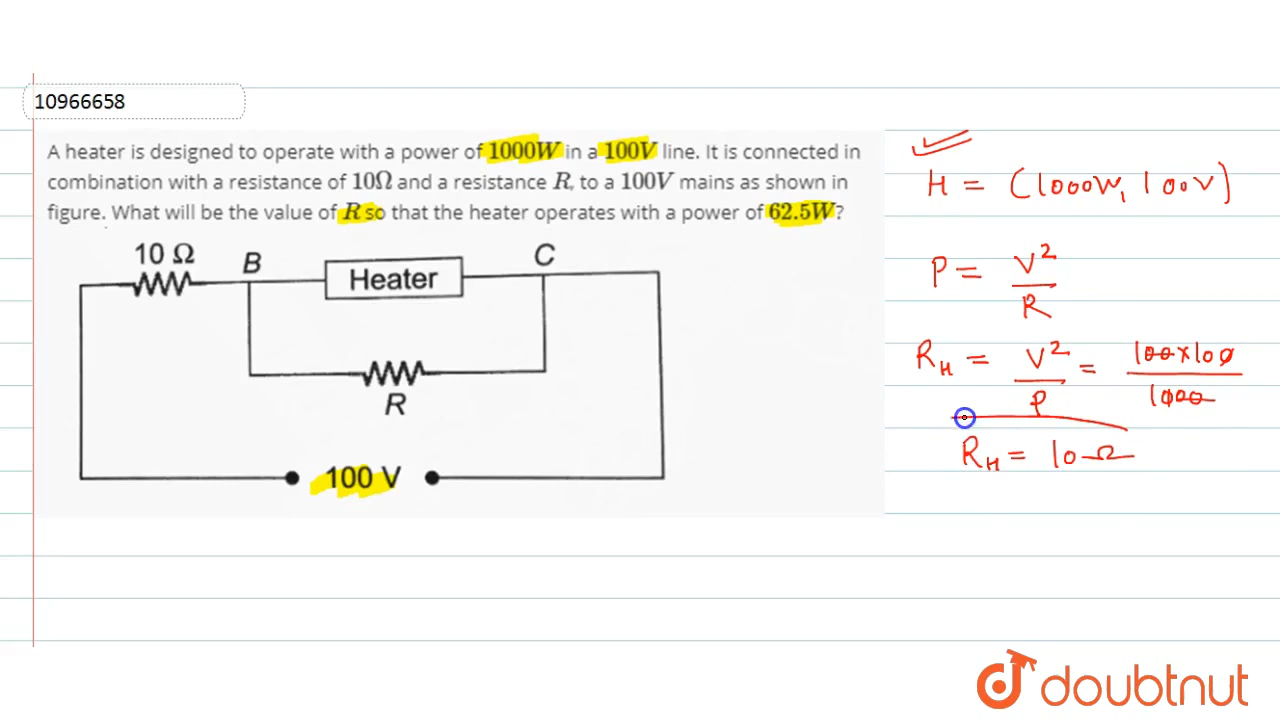 10966658
A heater is designed to operate with a power of 1000W in a 100V line. It is connected in
combination with a resistance of 10Ω and a resistance R, to a 100V mains as shown in
figure. What will be the value of R so that the heater operates with a power of 62.5W?
10 Ω
B
Heater
C
R
100 V
H = (1000W, 100V)
P = V²/R
R_H = V²/P = 100×100/1000
R_H = 10 Ω
doubtnut